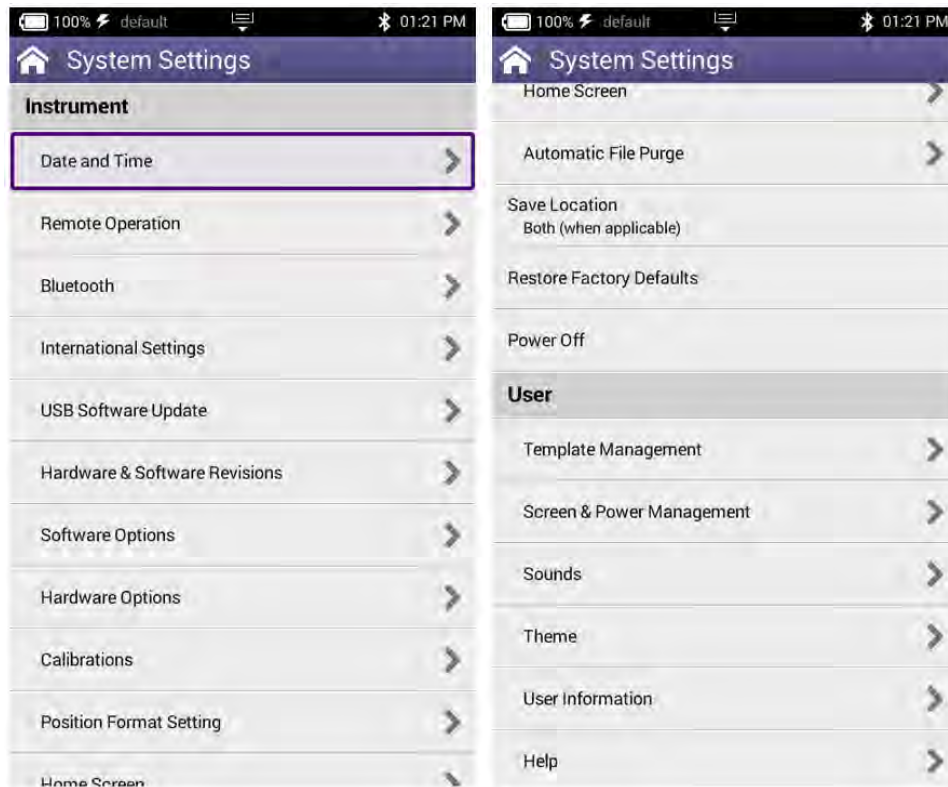 100% default 01:21 PM
System Settings
Instrument
Date and Time
Remote Operation
Bluetooth
International Settings
USB Software Update
Hardware & Software Revisions
Software Options
Hardware Options
Calibrations
Position Format Setting
Home Screen
100% default 01:21 PM
System Settings
Home Screen
Automatic File Purge
Save Location
Both (when applicable)
Restore Factory Defaults
Power Off
User
Template Management
Screen & Power Management
Sounds
Theme
User Information
Help